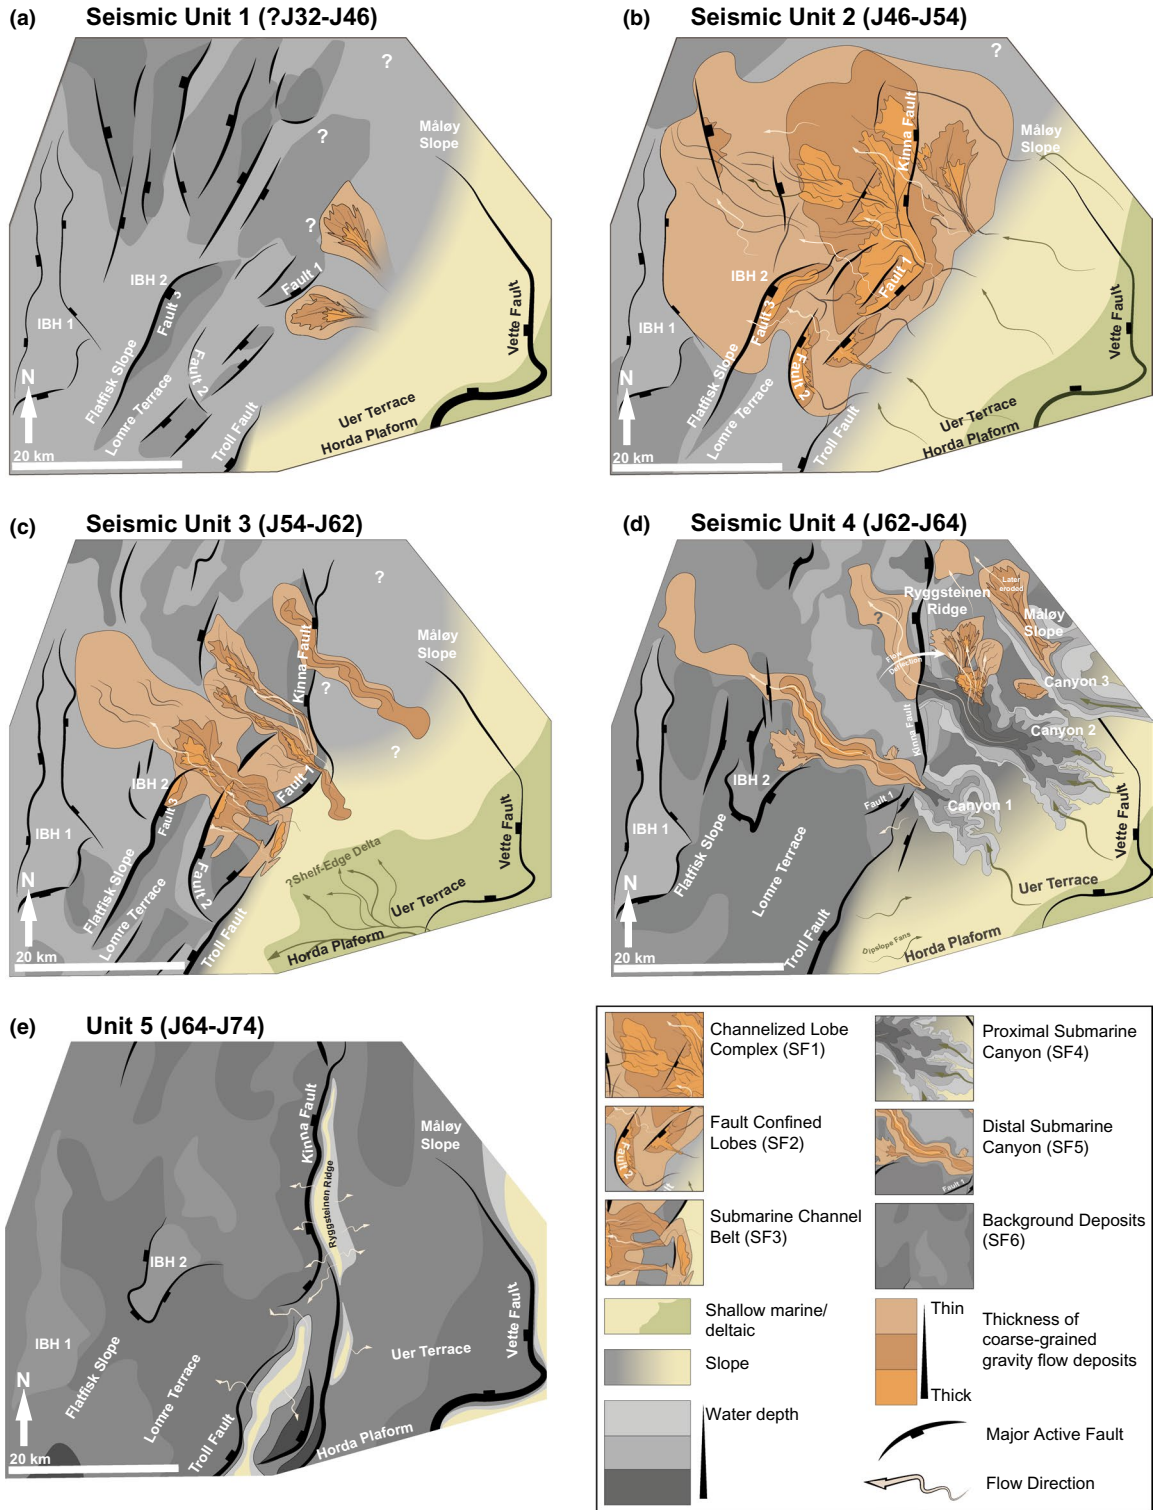 (a) Seismic Unit 1 (?J32-J46)
?
?
?
Måløy
Slope
IBH 2
Fault 1
Fault 3
IBH 1
Vette Fault
N
Flatfisk Slope
Fault 2
Lomre Terrace
Troll Fault
Uer Terrace
Horda Plaform
20 km
(b) Seismic Unit 2 (J46-J54)
?
Kinna Fault
Måløy
Slope
IBH 2
Fault 1
Fault 3
IBH 1
Vette Fault
N
Flatfisk Slope
Fault 2
Lomre Terrace
Troll Fault
Uer Terrace
Horda Plaform
20 km
(c) Seismic Unit 3 (J54-J62)
?
Kinna Fault
Måløy
Slope
?
?
IBH 2
Fault 1
Fault 3
IBH 1
Vette Fault
?Shelf-Edge Delta
N
Flatfisk Slope
Fault 2
Lomre Terrace
Troll Fault
Uer Terrace
Horda Plaform
20 km
(d) Seismic Unit 4 (J62-J64)
Later
eroded
Ryggsteinen
Ridge
Måløy
Slope
?
Flow
Deflection
Canyon 3
Canyon 2
Kinna Fault
IBH 2
Fault 1
Canyon 1
IBH 1
Vette Fault
Flatfisk Slope
Lomre Terrace
N
Uer Terrace
Troll Fault
Dipslope Fans
Horda Plaform
20 km
(e) Unit 5 (J64-J74)
Kinna Fault
Måløy
Slope
Ryggsteinen Ridge
IBH 2
Vette Fault
IBH 1
Uer Terrace
Flatfisk Slope
Lomre Terrace
N
Troll Fault
Horda Plaform
20 km
Channelized Lobe
Complex (SF1)
Fault 2
Fault Confined
Lobes (SF2)
Submarine Channel
Belt (SF3)
Shallow marine/
deltaic
Slope
Water depth
Proximal Submarine
Canyon (SF4)
Fault 1
Distal Submarine
Canyon (SF5)
Background Deposits
(SF6)
Thin
Thick
Thickness of
coarse-grained
gravity flow deposits
Major Active Fault
Flow Direction